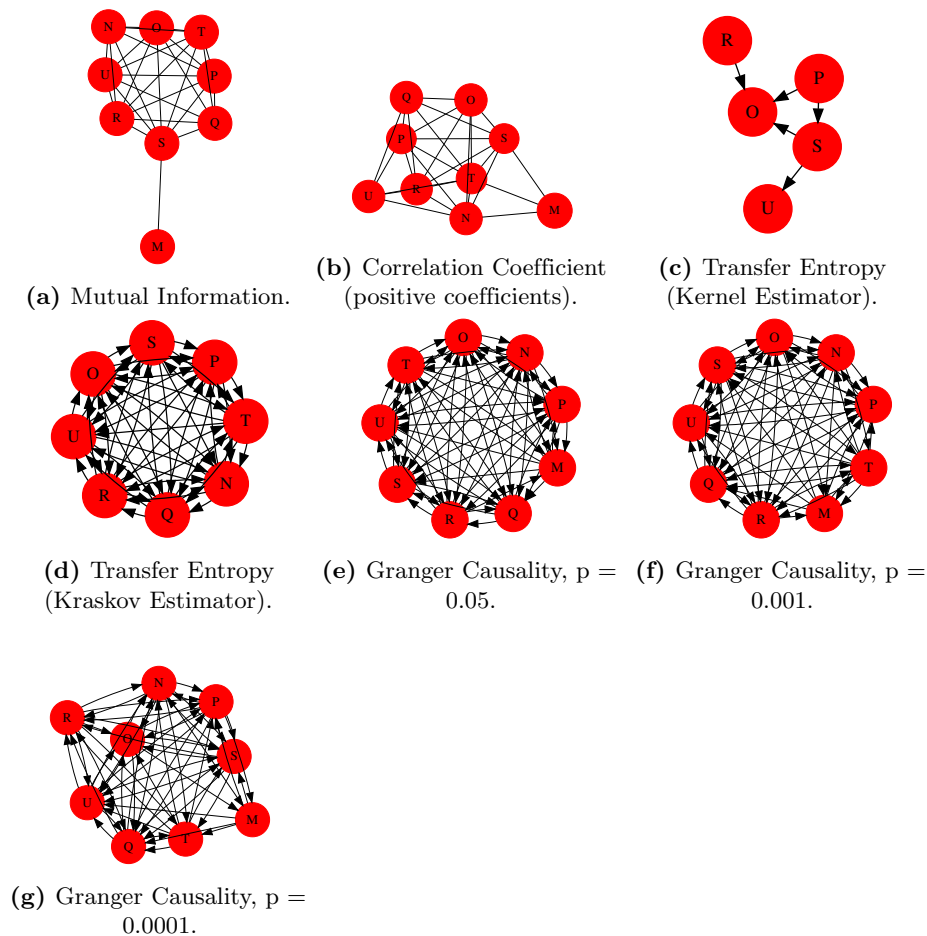 N O T
U P
R Q
S
M
(a) Mutual Information.
Q O
P S
U R T
N M
(b) Correlation Coefficient
(positive coefficients).
R
P
O
S
U
(c) Transfer Entropy
(Kernel Estimator).
S
O P
U T
R N
Q
(d) Transfer Entropy
(Kraskov Estimator).
O
T N
U P
S M
R Q
(e) Granger Causality, p =
0.05.
O
S N
U P
Q T
R M
(f) Granger Causality, p =
0.001.
N
R P
O S
U M
Q T
(g) Granger Causality, p =
0.0001.